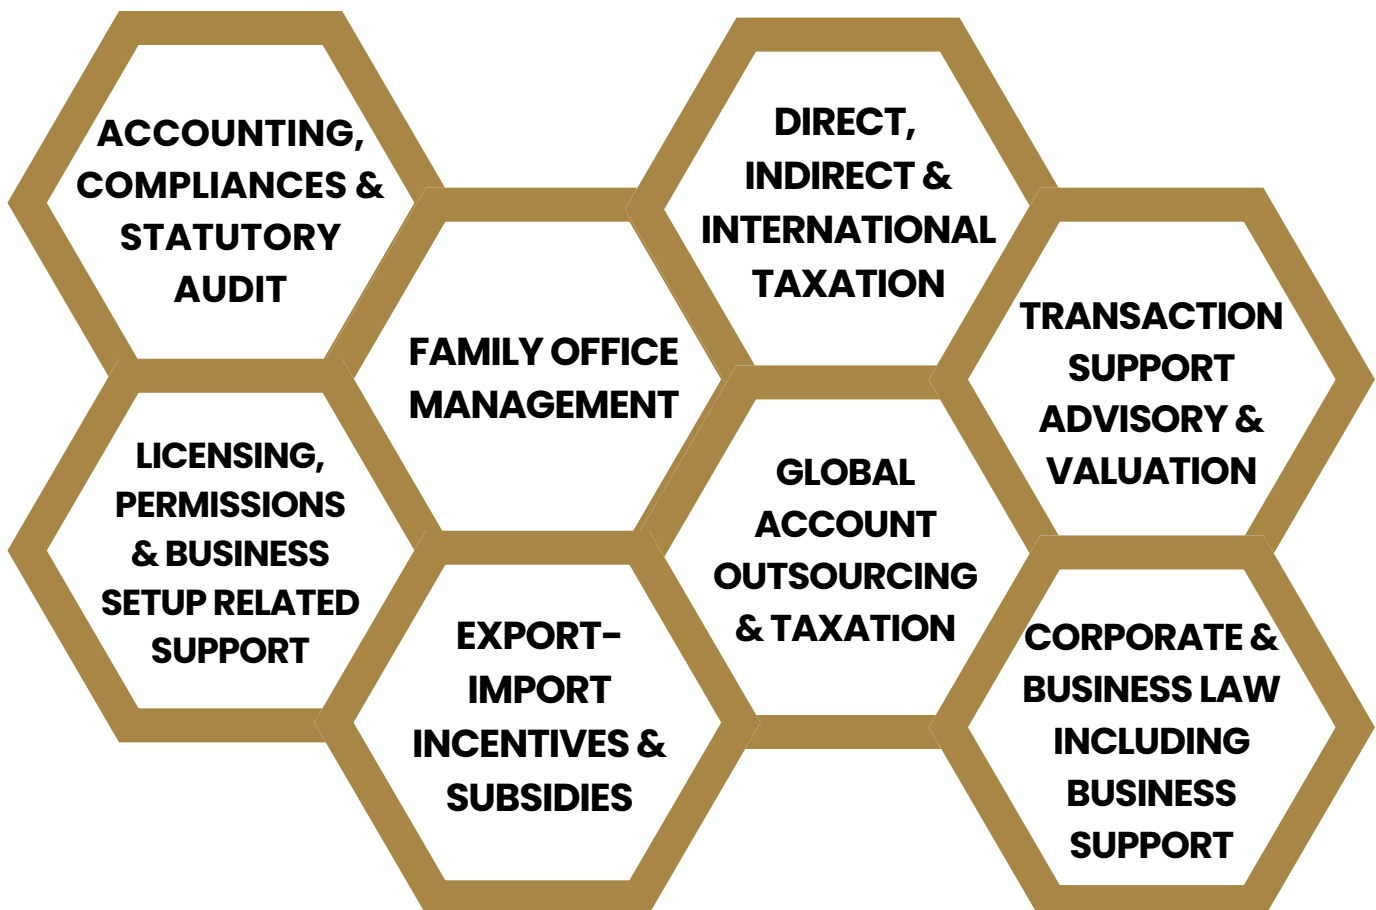 ACCOUNTING,
COMPLIANCES &
STATUTORY
AUDIT
DIRECT,
INDIRECT &
INTERNATIONAL
TAXATION
FAMILY OFFICE
MANAGEMENT
TRANSACTION
SUPPORT
ADVISORY &
VALUATION
LICENSING,
PERMISSIONS
& BUSINESS
SETUP RELATED
SUPPORT
GLOBAL
ACCOUNT
OUTSOURCING
& TAXATION
EXPORT-
IMPORT
INCENTIVES &
SUBSIDIES
CORPORATE &
BUSINESS LAW
INCLUDING
BUSINESS
SUPPORT